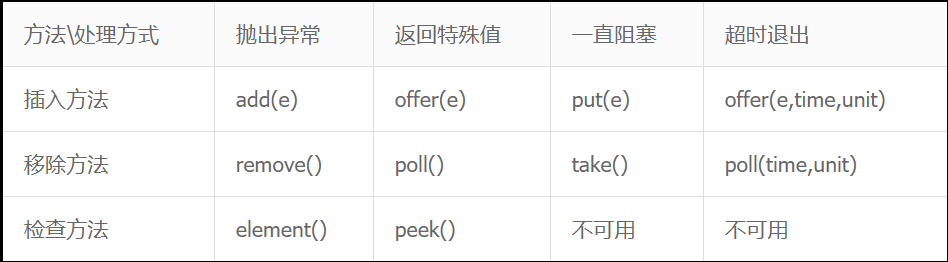 方法\处理方式 抛出异常 返回特殊值 一直阻塞 超时退出
插入方法 add(e) offer(e) put(e) offer(e,time,unit)
移除方法 remove() poll() take() poll(time,unit)
检查方法 element() peek() 不可用 不可用